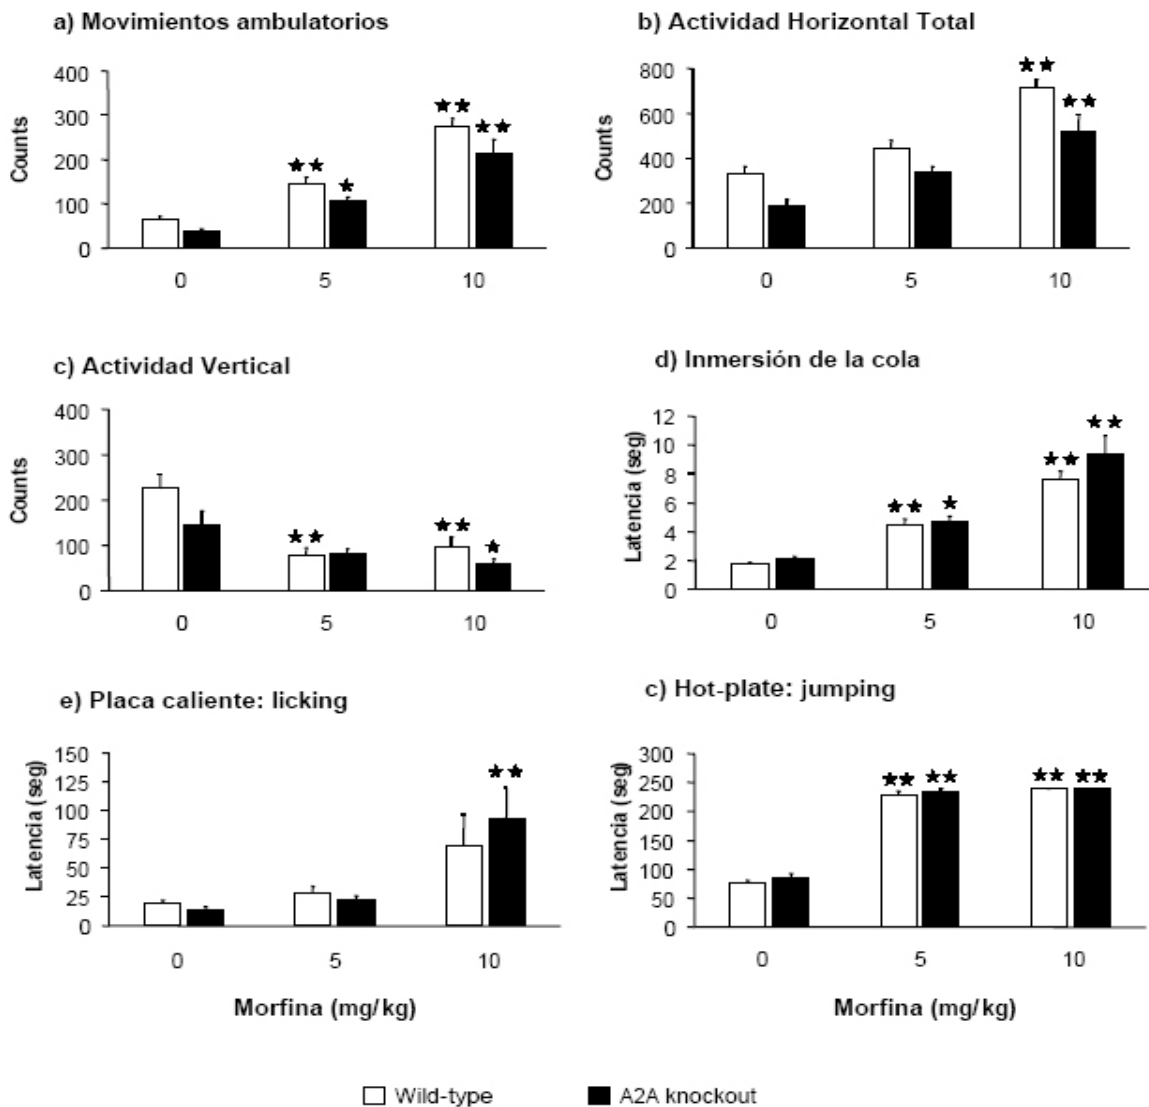 a) Movimientos ambulatorios
Counts
400
300
200
100
0
★★
★
★★
★★
0 5 10
b) Actividad Horizontal Total
Counts
800
600
400
200
0
★★
★★
0 5 10
c) Actividad Vertical
Counts
400
300
200
100
0
★★
★★
★
0 5 10
d) Inmersión de la cola
Latencia (seg)
12
10
8
6
4
2
0
★★
★
★★
★★
0 5 10
e) Placa caliente: licking
Latencia (seg)
150
125
100
75
50
25
0
★★
0 5 10
Morfina (mg/kg)
c) Hot-plate: jumping
Latencia (seg)
300
250
200
150
100
50
0
★★
★★
★★
★★
0 5 10
Morfina (mg/kg)
Wild-type
A2A knockout